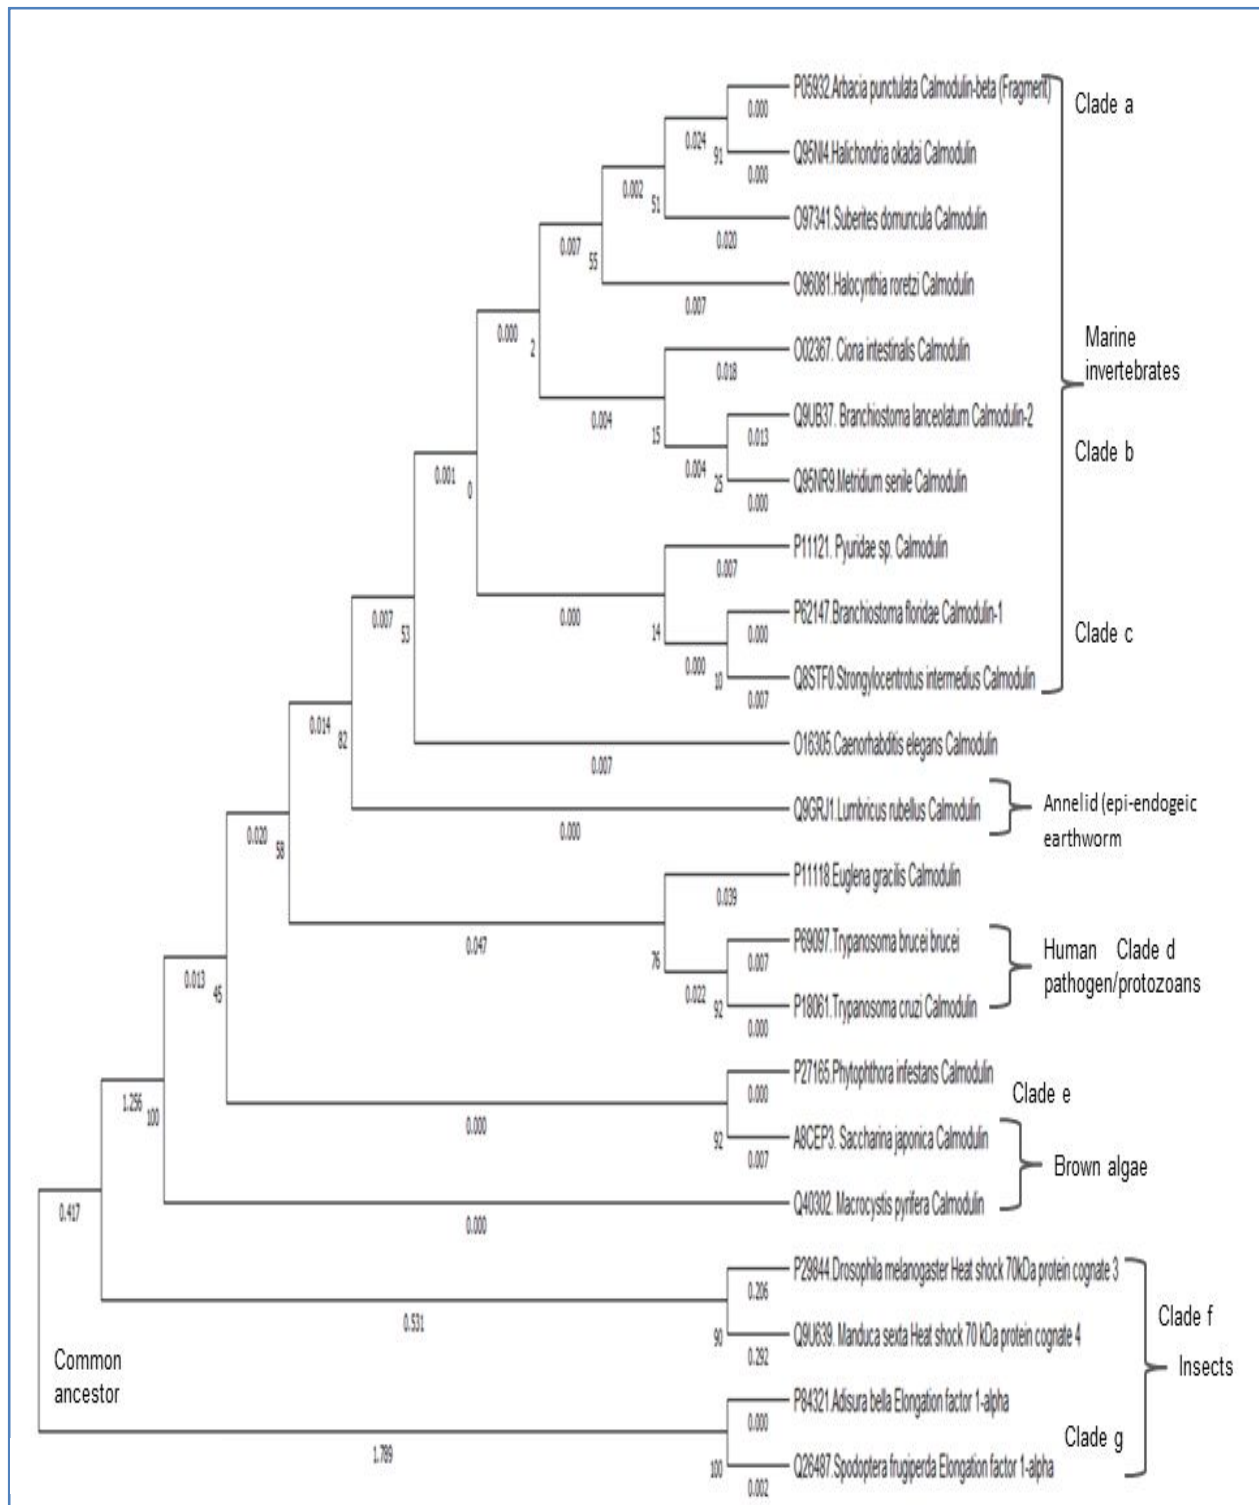 P05932.Arbacia punctulata Calmodulin-beta (Fragment)
Clade a
0.000
0.024
91
Q95NI4.Halichondria okadai Calmodulin
0.000
0.002
51
O97341.Suberites domuncula Calmodulin
0.020
0.007
55
O96081.Halocynthia roretzi Calmodulin
0.007
0.000
2
Marine
invertebrates
O02367. Ciona intestinalis Calmodulin
0.018
0.004
15
Q9UB37. Branchiostoma lanceolatum Calmodulin-2
0.013
Clade b
0.004
25
0.001
0
Q95NR9.Metridium senile Calmodulin
0.000
P11121. Pyuridae sp. Calmodulin
0.007
0.000
14
P62147.Branchiostoma floridae Calmodulin-1
0.000
0.007
53
Clade c
0.000
10
Q8STF0.Strongylocentrotus intermedius Calmodulin
0.007
0.014
82
O16305.Caenorhabditis elegans Calmodulin
0.007
Q9GRJ1.Lumbricus rubellus Calmodulin
Annelid (epi-endogeic
earthworm
0.000
0.020
58
P11118.Euglena gracilis Calmodulin
0.039
0.047
76
P69097.Trypanosoma brucei brucei
0.007
Human Clade d
pathogen/protozoans
0.013
45
0.022
92
P18061.Trypanosoma cruzi Calmodulin
0.000
P27165.Phytophthora infestans Calmodulin
Clade e
0.000
1.256
100
0.000
92
A8CEP3. Saccharina japonica Calmodulin
0.007
Brown algae
Q40302. Macrocystis pyrifera Calmodulin
0.417
0.000
P29844.Drosophila melanogaster Heat shock 70kDa protein cognate 3
0.206
Clade f
0.531
90
Q9U639. Manduca sexta Heat shock 70 kDa protein cognate 4
0.292
Common
ancestor
Insects
P84321.Adisura bella Elongation factor 1-alpha
0.000
Clade g
1.789
100
Q26487.Spodoptera frugiperda Elongation factor 1-alpha
0.002